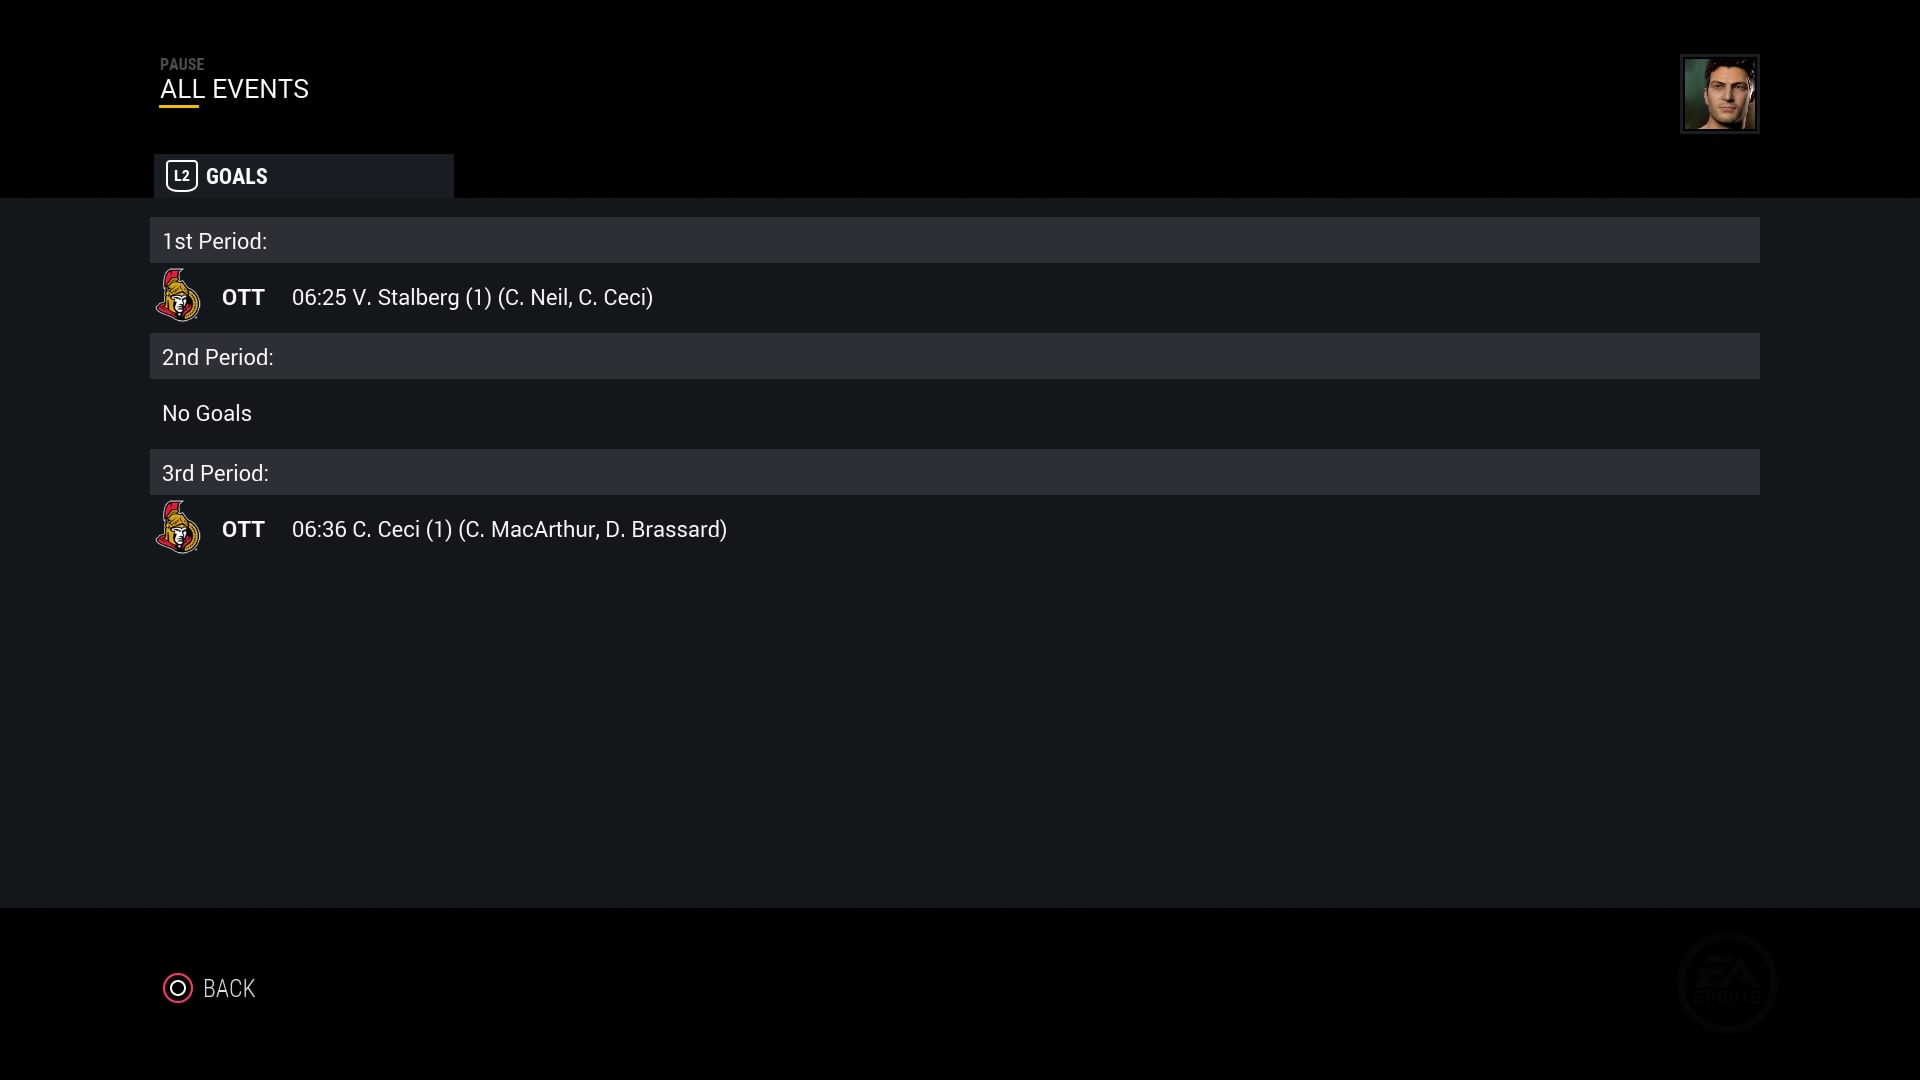 PAUSE
ALL EVENTS
L2 GOALS
1st Period:
OTT 06:25 V. Stalberg (1) (C. Neil, C. Ceci)
2nd Period:
No Goals
3rd Period:
OTT 06:36 C. Ceci (1) (C. MacArthur, D. Brassard)
BACK
EA
SPORTS